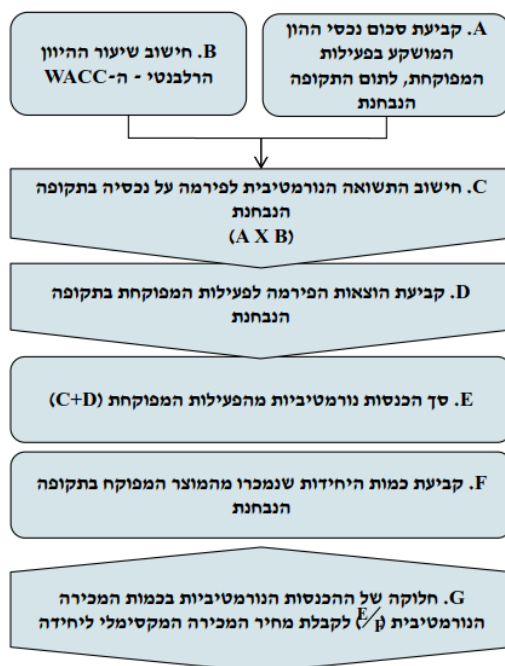 A. קביעת סכום נכסי ההון
המושקע בפעילות
המפוקחת, לתום התקופה
הנבחנת
B. חישוב שיעור ההיוון
הרלבנטי - ה-WACC
C. חישוב התשואה הנורמטיבית לפירמה על נכסיה בתקופה
הנבחנת
(A X B)
D. קביעת הוצאות הפירמה לפעילות המפוקחת בתקופה
הנבחנת
E. סך הכנסות נורמטיביות מהפעילות המפוקחת (C+D)
F. קביעת כמות היחידות שנמכרו מהמוצר המפוקח בתקופה
הנבחנת
G. חלוקה של ההכנסות הנורמטיביות בכמות המכירה
הנורמטיבית (E/F) לקבלת מחיר המכירה המקסימלי ליחידה